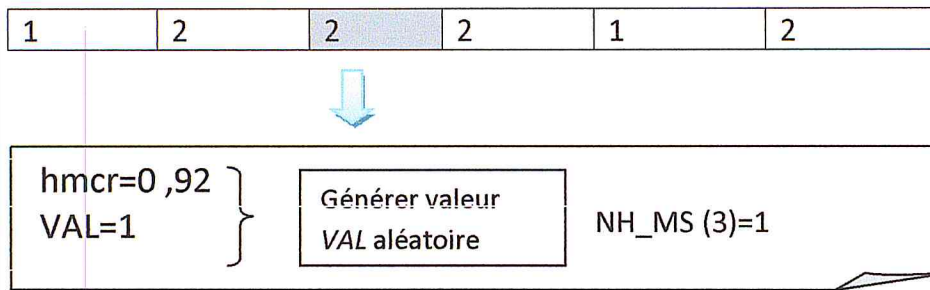 1 2 2 2 1 2
hmcr=0 ,92
VAL=1
Générer valeur
VAL aléatoire
NH_MS (3)=1